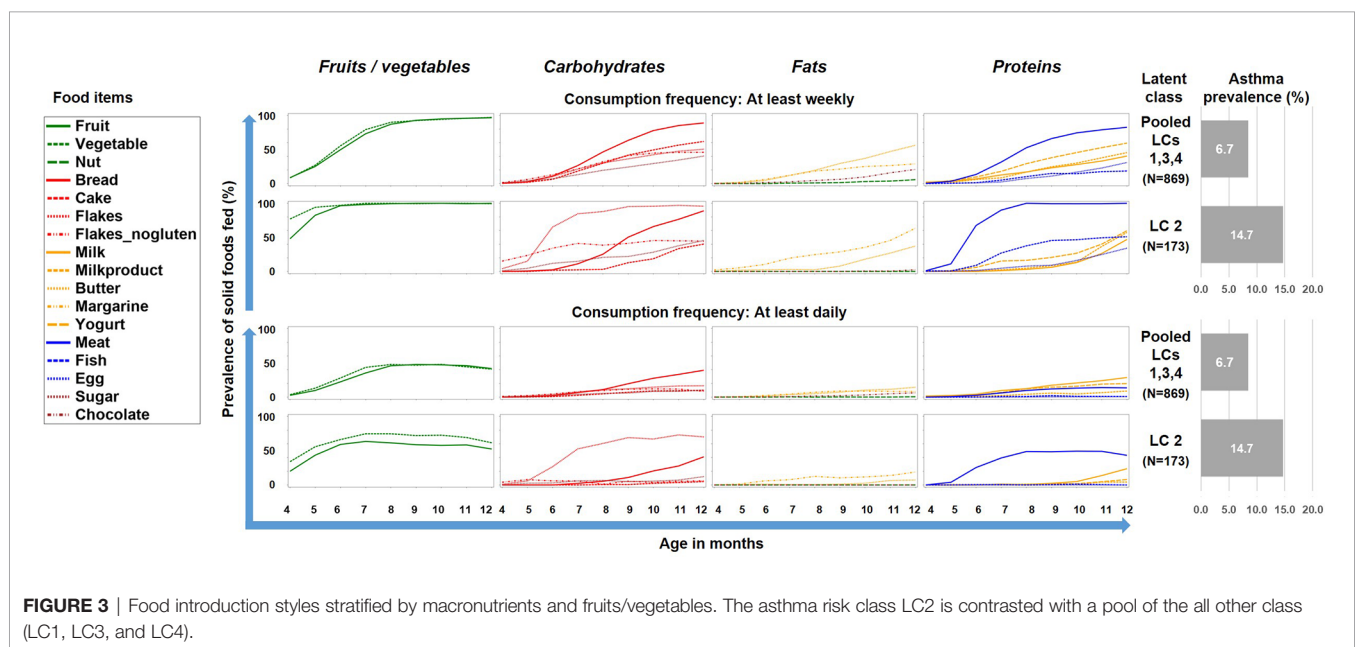 Fruits / vegetables
Carbohydrates
Fats
Proteins
Latent class
Asthma prevalence (%)
Food items
Fruit
Vegetable
Nut
Bread
Cake
Flakes
Flakes_nogluten
Milk
Milkproduct
Butter
Margarine
Yogurt
Meat
Fish
Egg
Sugar
Chocolate
Prevalence of solid foods fed (%)
Consumption frequency: At least weekly
100
50
0
Pooled
LCs
1,3,4
(N=869)
6.7
100
50
0
LC 2
(N=173)
14.7
0.0 5.0 10.0 15.0 20.0
Consumption frequency: At least daily
100
50
0
Pooled
LCs
1,3,4
(N=869)
6.7
100
50
0
LC 2
(N=173)
14.7
0.0 5.0 10.0 15.0 20.0
4 5 6 7 8 9 10 11 12
4 5 6 7 8 9 10 11 12
4 5 6 7 8 9 10 11 12
4 5 6 7 8 9 10 11 12
Age in months
FIGURE 3 | Food introduction styles stratified by macronutrients and fruits/vegetables. The asthma risk class LC2 is contrasted with a pool of the all other class
(LC1, LC3, and LC4).